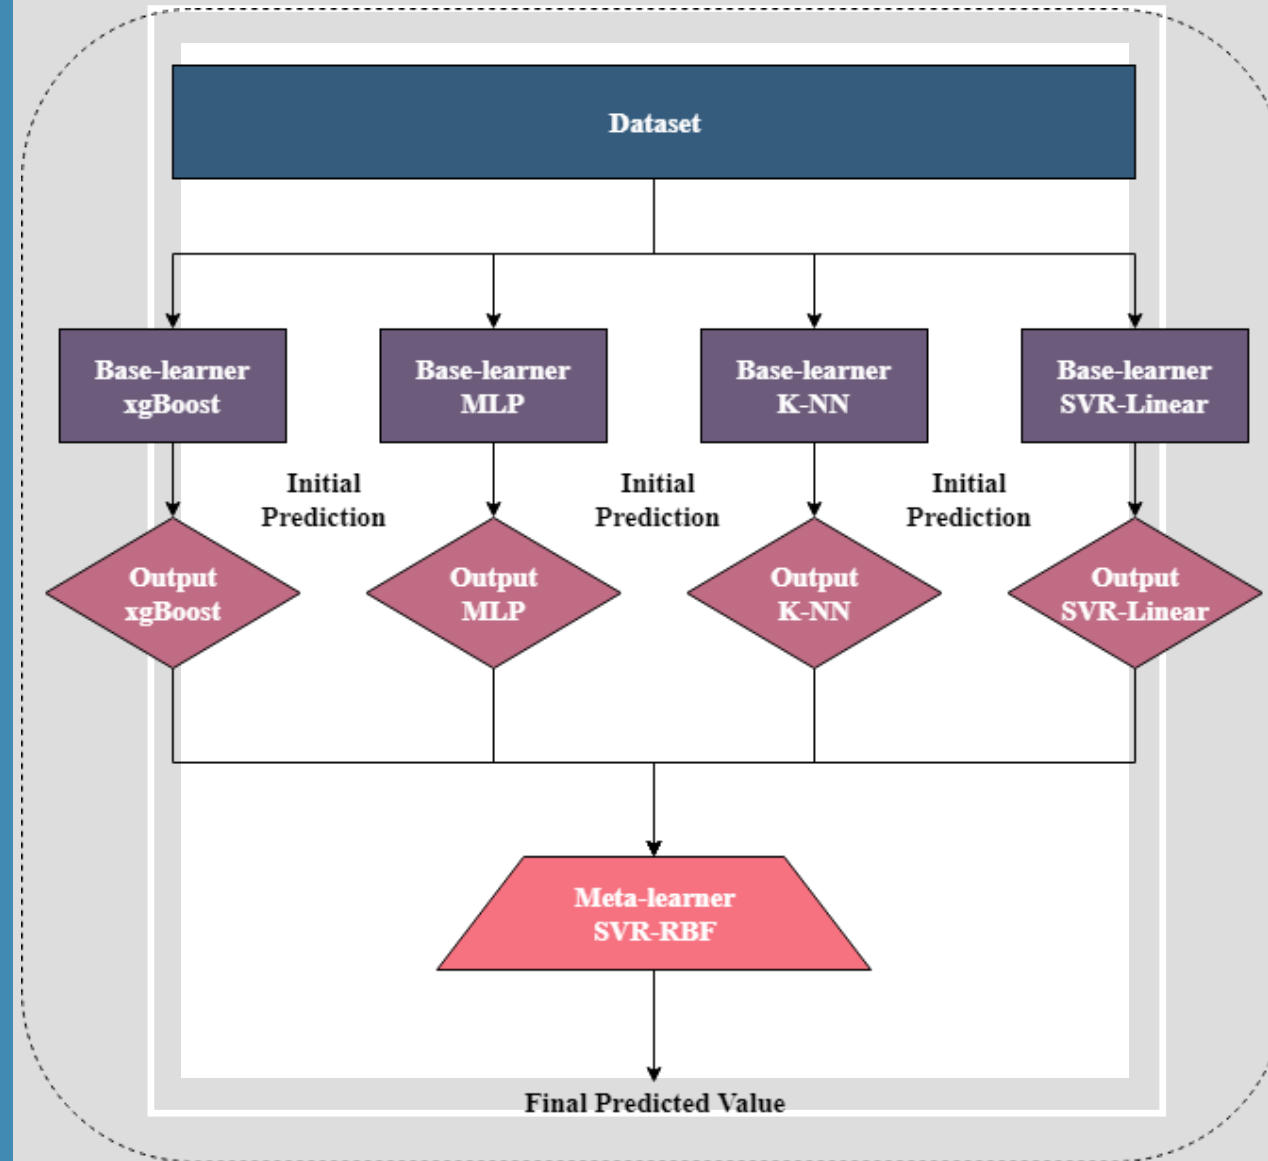 Dataset
Base-learner
xgBoost
Base-learner
MLP
Base-learner
K-NN
Base-learner
SVR-Linear
Initial
Prediction
Initial
Prediction
Initial
Prediction
Output
xgBoost
Output
MLP
Output
K-NN
Output
SVR-Linear
Meta-learner
SVR-RBF
Final Predicted Value